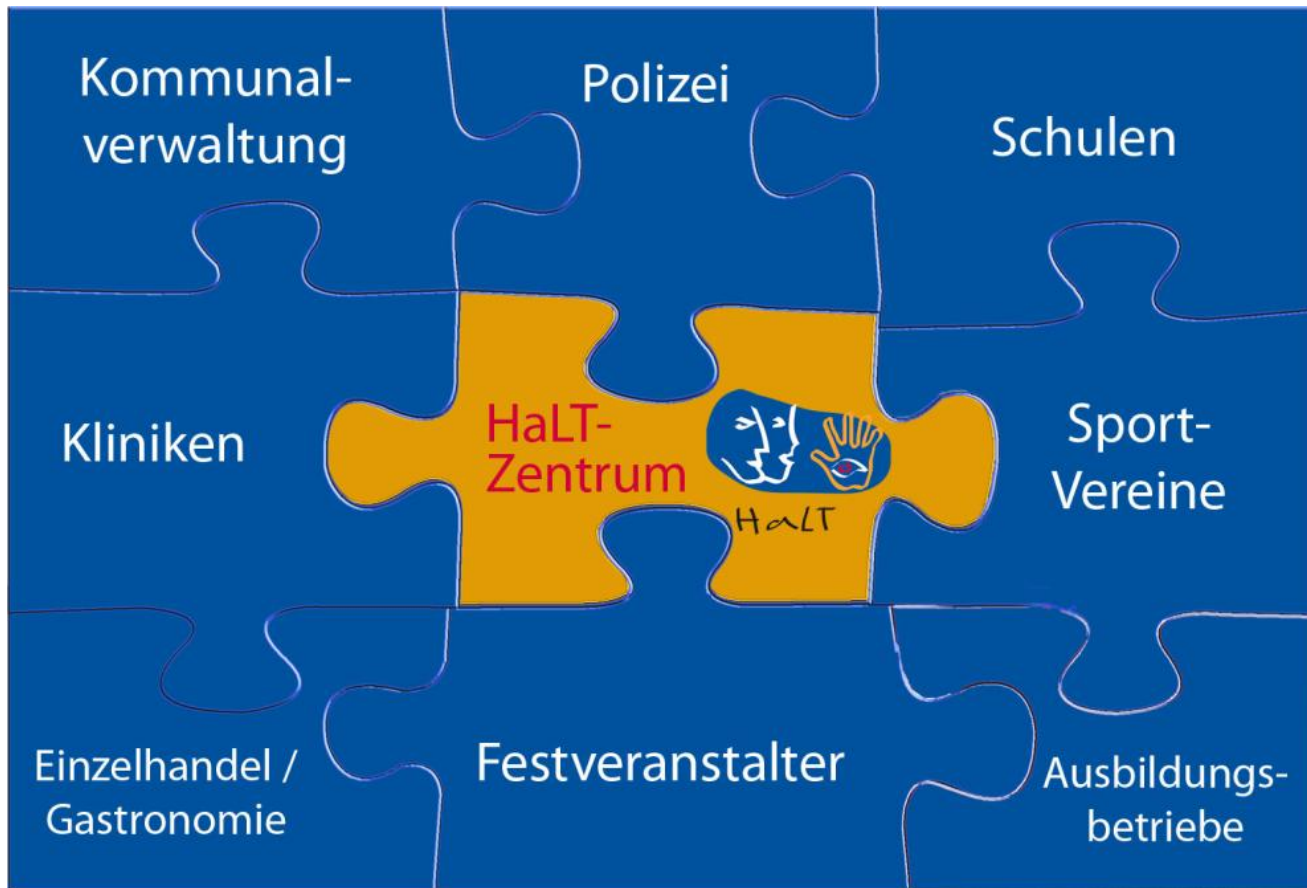 Kommunal-
verwaltung
Polizei
Schulen
Kliniken
HaLT-
Zentrum
HaLT
Sport-
Vereine
Einzelhandel /
Gastronomie
Festveranstalter
Ausbildungs-
betriebe